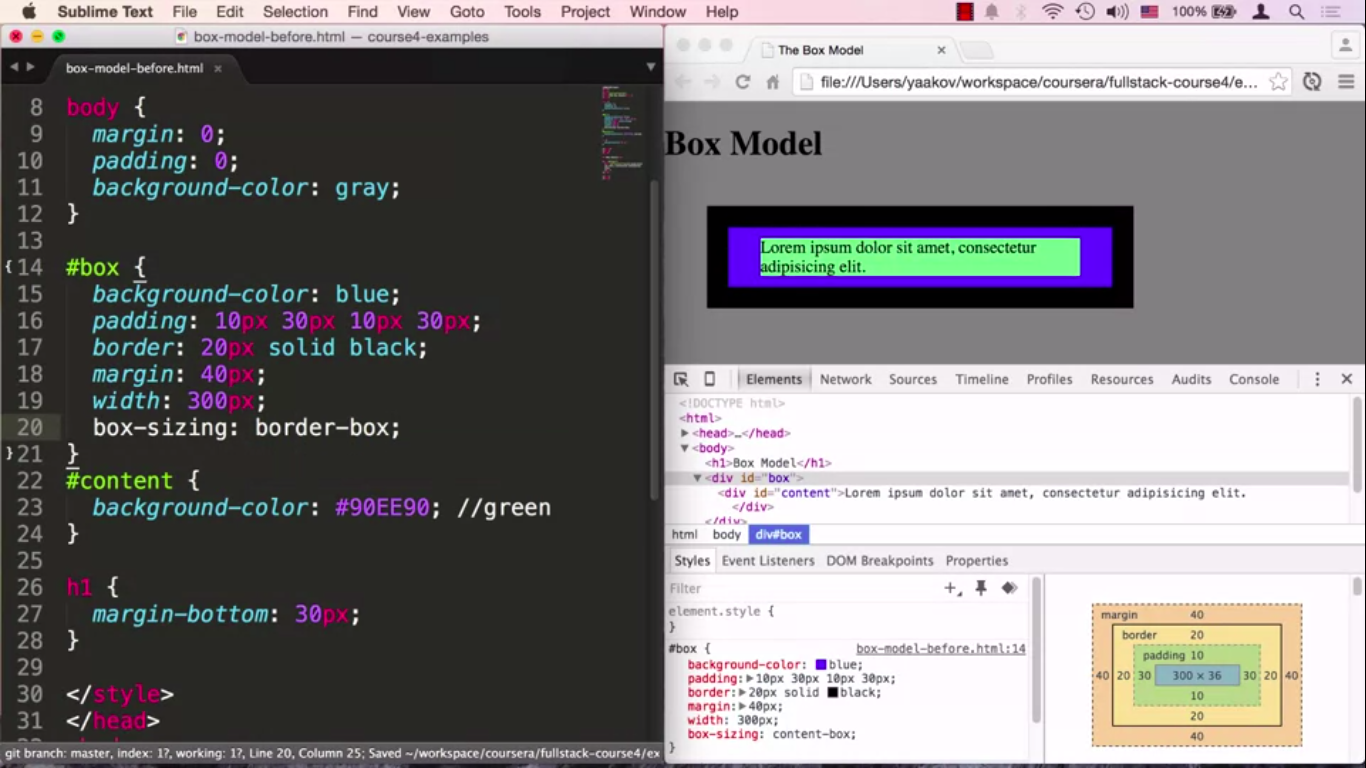 Sublime Text File Edit Selection Find View Goto Tools Project Window Help 100%
box-model-before.html — course4-examples
box-model-before.html ×
8 body {
9 margin: 0;
10 padding: 0;
11 background-color: gray;
12 }
13
14 #box {
15 background-color: blue;
16 padding: 10px 30px 10px 30px;
17 border: 20px solid black;
18 margin: 40px;
19 width: 300px;
20 box-sizing: border-box;
21 }
22 #content {
23 background-color: #90EE90; //green
24 }
25
26 h1 {
27 margin-bottom: 30px;
28 }
29
30 </style>
31 </head>
git branch: master, index: 1?, working: 1?, Line 20, Column 25; Saved ~/workspace/coursera/fullstack-course4/ex
The Box Model ×
file:///Users/yaakov/workspace/coursera/fullstack-course4/e...
Box Model
Lorem ipsum dolor sit amet, consectetur
adipisicing elit.
Elements Network Sources Timeline Profiles Resources Audits Console
<!DOCTYPE html>
<html>
<head>…</head>
<body>
<h1>Box Model</h1>
<div id="box">
<div id="content">Lorem ipsum dolor sit amet, consectetur adipisicing elit.
</div>
</div>
html body div#box
Styles Event Listeners DOM Breakpoints Properties
Filter
element.style {
}
#box { box-model-before.html:14
background-color: blue;
padding: 10px 30px 10px 30px;
border: 20px solid black;
margin: 40px;
width: 300px;
box-sizing: content-box;
}
margin 40
border 20
padding 10
40 20 30 300 × 36 30 20 40
10
20
40